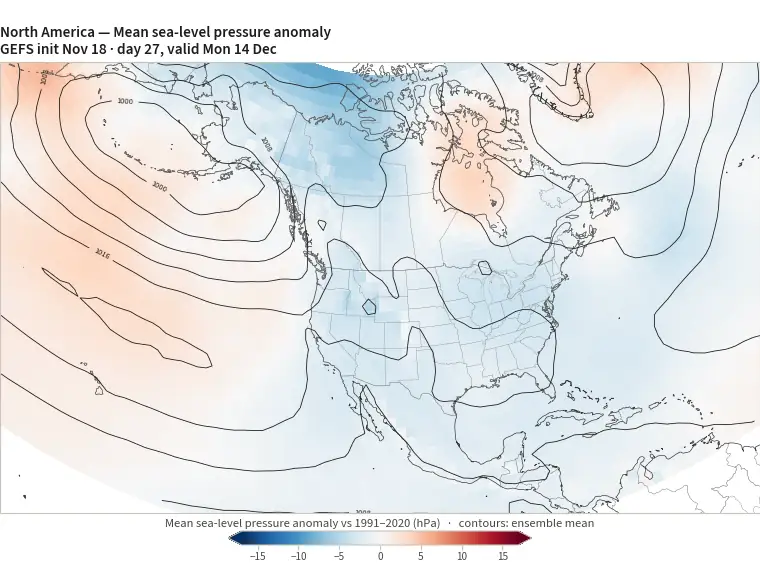 North America — Mean sea-level pressure anomaly
GEFS init Nov 18 · day 27, valid Mon 14 Dec
1000
1008
1000
1016
Mean sea-level pressure anomaly vs 1991–2020 (hPa) · contours: ensemble mean
−15 −10 −5 0 5 10 15